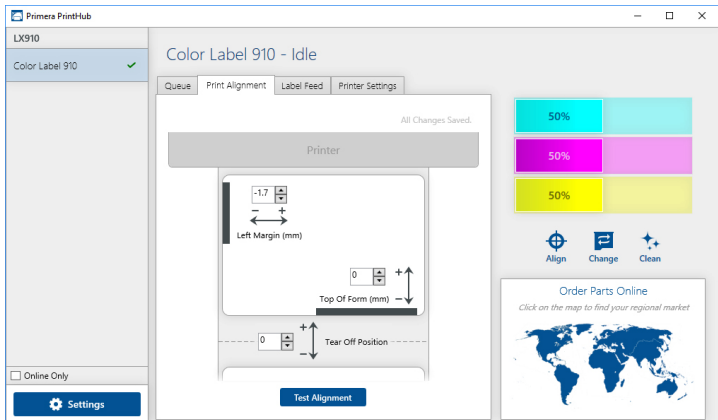 Primera PrintHub
LX910
Color Label 910
Color Label 910 - Idle
Queue
Print Alignment
Label Feed
Printer Settings
All Changes Saved.
Printer
-1.7
- +
Left Margin (mm)
0
+
Top Of Form (mm) -
+
0
Tear Off Position
-
Test Alignment
50%
50%
50%
Align
Change
Clean
Order Parts Online
Click on the map to find your regional market
Online Only
Settings